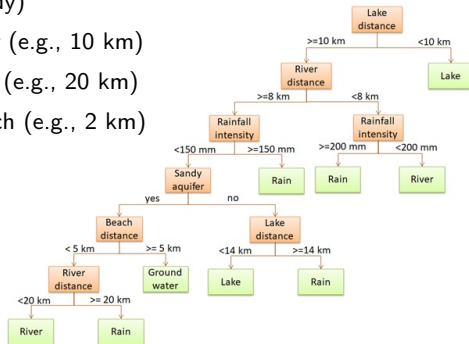 dy)
(e.g., 10 km)
(e.g., 20 km)
ch (e.g., 2 km)
Lake
distance
>=10 km
<10 km
River
distance
Lake
>=8 km
<8 km
Rainfall
intensity
Rainfall
intensity
<150 mm
>=150 mm
>=200 mm
<200 mm
Sandy
aquifer
Rain
Rain
River
yes
no
Beach
distance
Lake
distance
< 5 km
>= 5 km
<14 km
>=14 km
River
distance
Ground
water
Lake
Rain
<20 km
>= 20 km
River
Rain